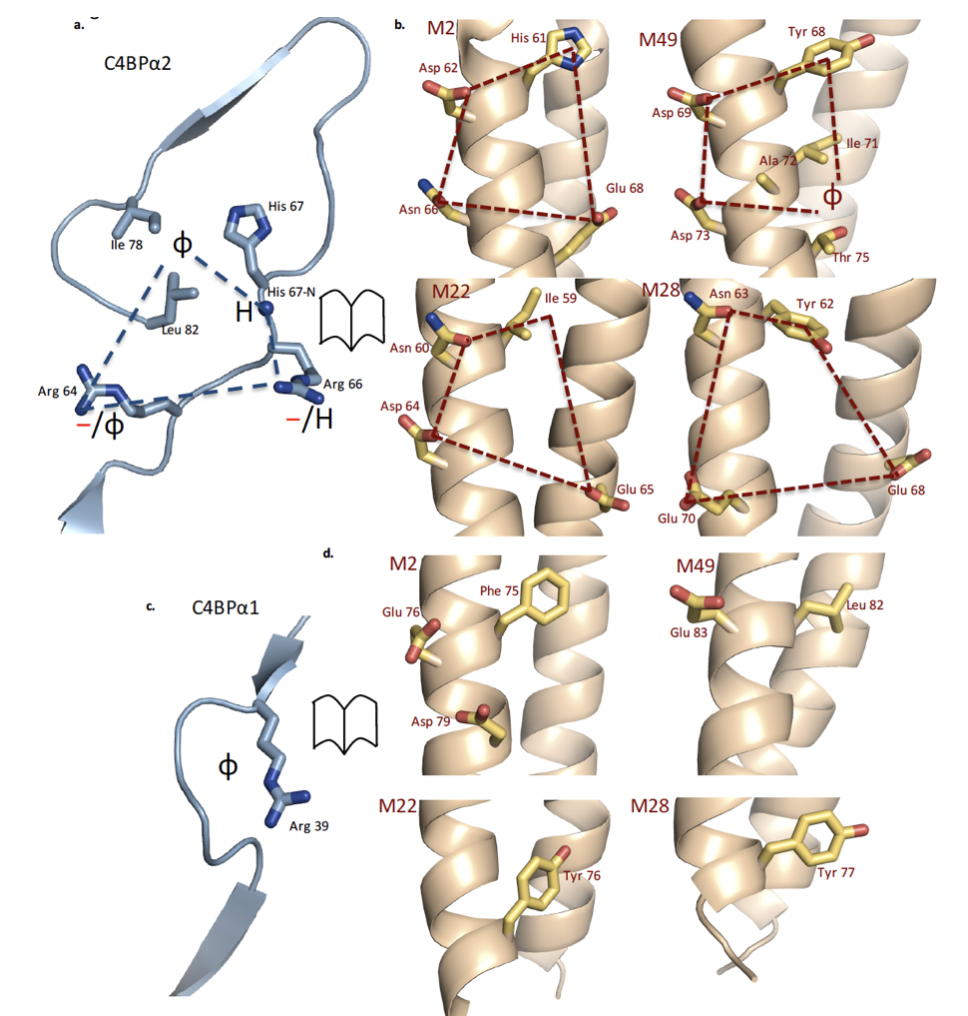 a.
C4BPα2
Ile 78
ϕ
His 67
Leu 82
His 67-N
H
Arg 64
−/ϕ
Arg 66
−/H
b.
M2
His 61
Asp 62
Asn 66
Glu 68
M49
Tyr 68
Asp 69
Ile 71
Ala 72
ϕ
Asp 73
Thr 75
M22
Ile 59
Asn 60
Asp 64
Glu 65
M28
Asn 63
Tyr 62
Glu 68
Glu 70
c.
C4BPα1
ϕ
Arg 39
d.
M2
Phe 75
Glu 76
Asp 79
M49
Leu 82
Glu 83
M22
Tyr 76
M28
Tyr 77